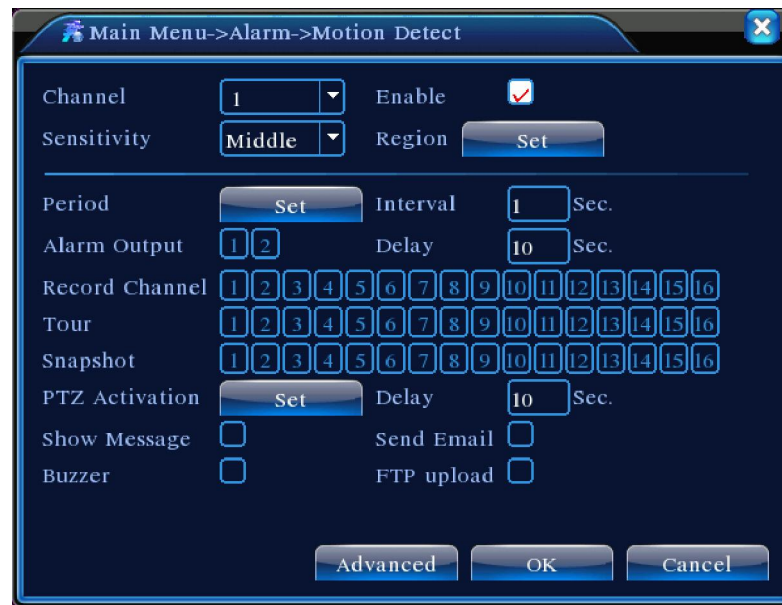 Main Menu->Alarm->Motion Detect
Channel 1 Enable
Sensitivity Middle Region Set
Period Set Interval 1 Sec.
Alarm Output 1 2 Delay 10 Sec.
Record Channel 1 2 3 4 5 6 7 8 9 10 11 12 13 14 15 16
Tour 1 2 3 4 5 6 7 8 9 10 11 12 13 14 15 16
Snapshot 1 2 3 4 5 6 7 8 9 10 11 12 13 14 15 16
PTZ Activation Set Delay 10 Sec.
Show Message Send Email
Buzzer FTP upload
Advanced OK Cancel